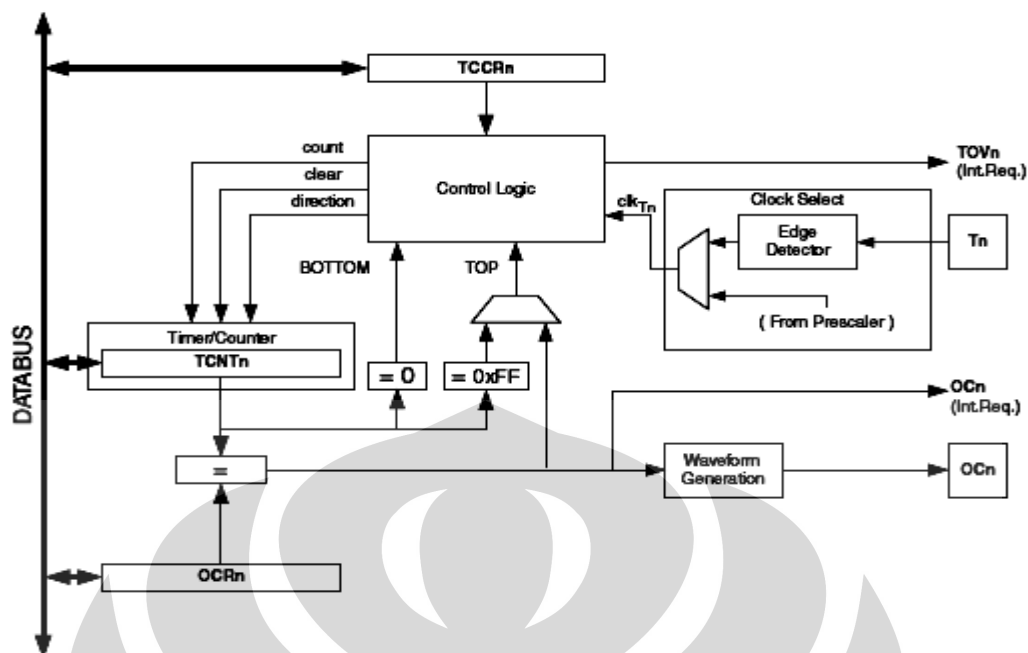 TCCRn
count
clear
direction
Control Logic
TOVn
(Int.Req.)
clkTn
Clock Select
Edge
Detector
Tn
BOTTOM
TOP
( From Prescaler )
Timer/Counter
TCNTn
= 0
= 0xFF
DATABUS
OCn
(Int.Req.)
=
Waveform
Generation
OCn
OCRn